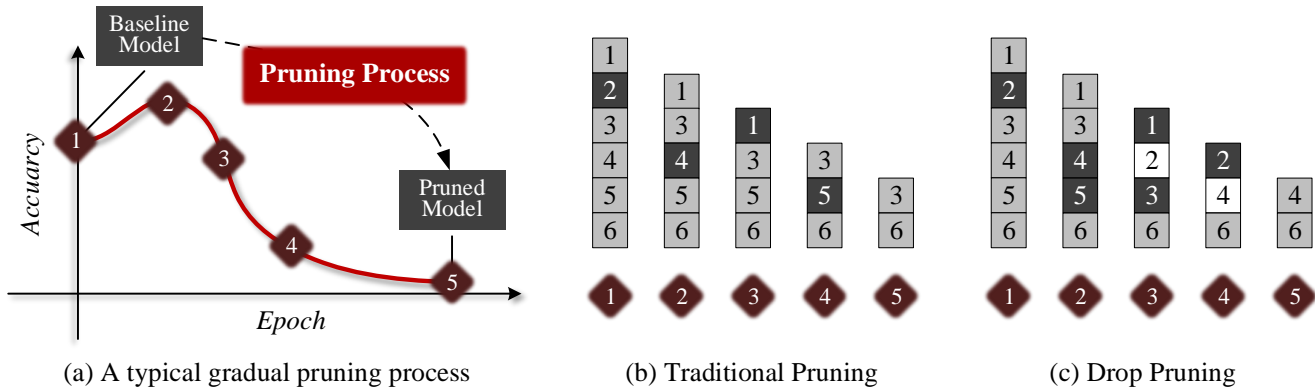 Baseline
Model
Pruning Process
1
2
3
4
5
Pruned
Model
Accuarcy
Epoch
(a) A typical gradual pruning process
1
2 1
3 3 1
4 4 3 3
5 5 5 5 3
6 6 6 6 6
1 2 3 4 5
(b) Traditional Pruning
1
2 1
3 3 1
4 4 2 2
5 5 3 4 4
6 6 6 6 6
1 2 3 4 5
(c) Drop Pruning